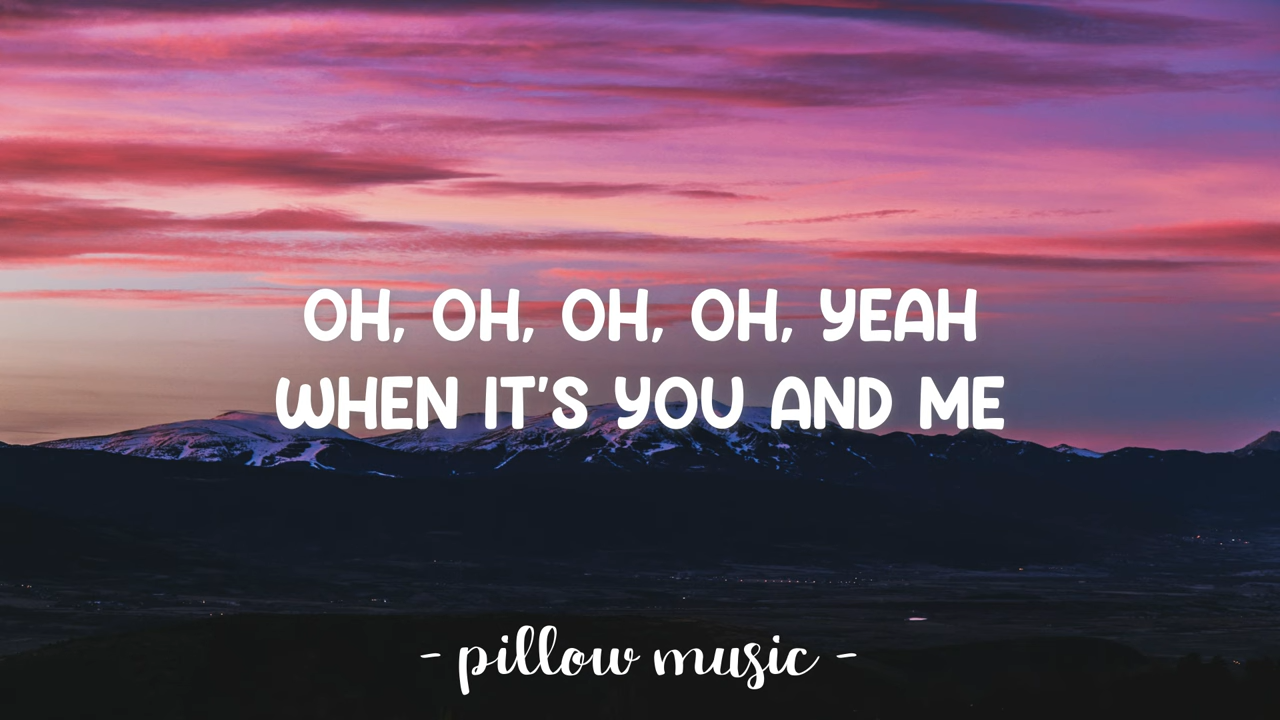 OH, OH, OH, OH, YEAH
WHEN IT'S YOU AND ME
- pillow music -